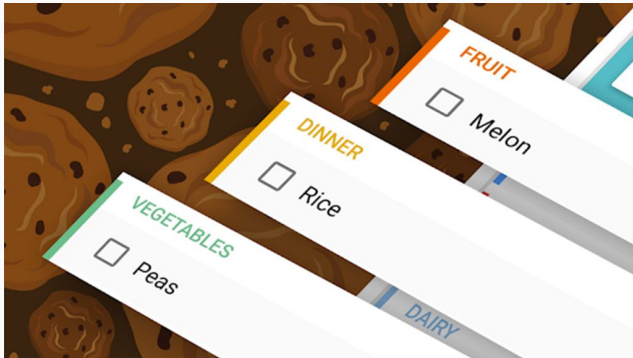 FRUIT
Melon
DINNER
Rice
VEGETABLES
Peas
DAIRY